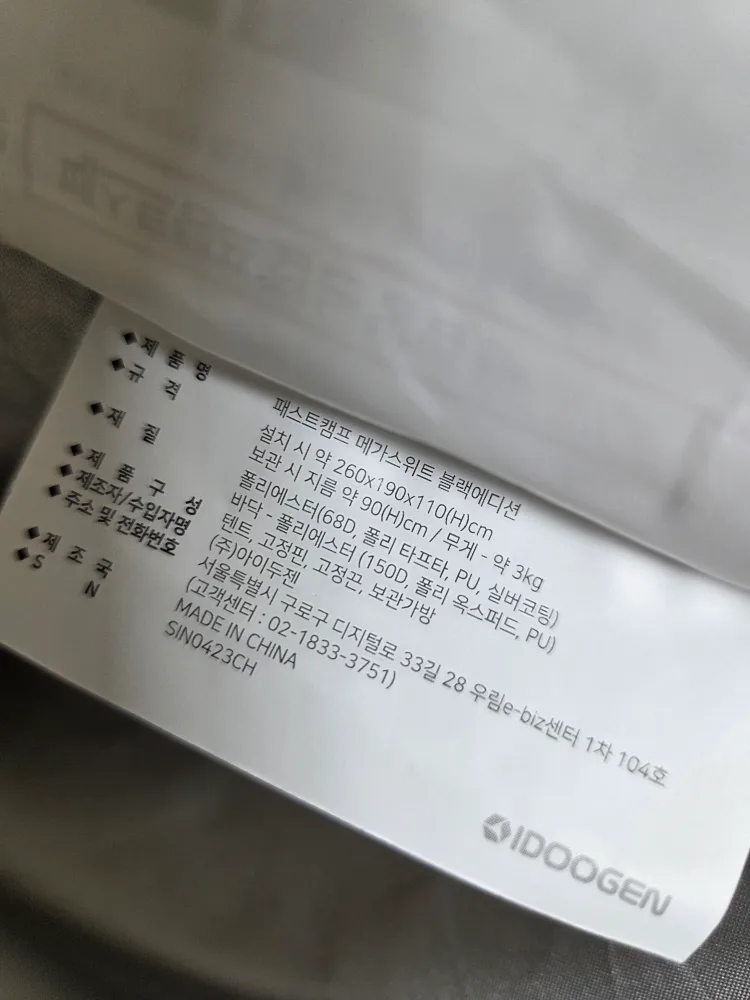 ◆제 품 명 패스트캠프 메가스위트 블랙에디션
◆규 격 설치 시 약 260x190x110(H)cm
보관 시 지름 약 90(H)cm / 무게 - 약 3kg
◆재 질 폴리에스터(68D, 폴리 타프타, PU, 실버코팅)
바닥 - 폴리에스터 (150D, 폴리 옥스퍼드, PU)
◆제 품 구 성 텐트, 고정핀, 고정끈, 보관가방
◆제조자/수입자명 (주)아이두젠
◆주소 및 전화번호 서울특별시 구로구 디지털로 33길 28 우림e-biz센터 1차 104호
(고객센터 : 02-1833-3751)
◆제 조 국 MADE IN CHINA
◆S N SIN0423CH
IDOOGEN